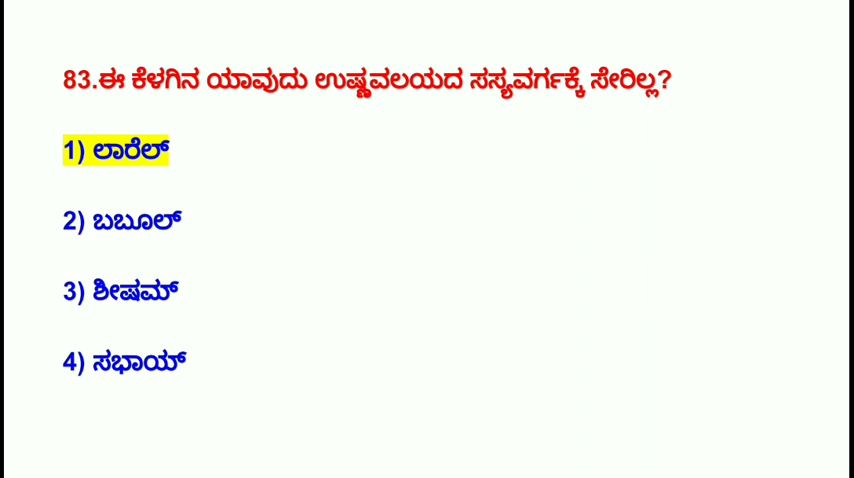 83.ಈ ಕೆಳಗಿನ ಯಾವುದು ಉಷ್ಣವಲಯದ ಸಸ್ಯವರ್ಗಕ್ಕೆ ಸೇರಿಲ್ಲ?
1) ಲಾರೆಲ್
2) ಬಬೂಲ್
3) ಶೀಷಮ್
4) ಸಭಾಯ್